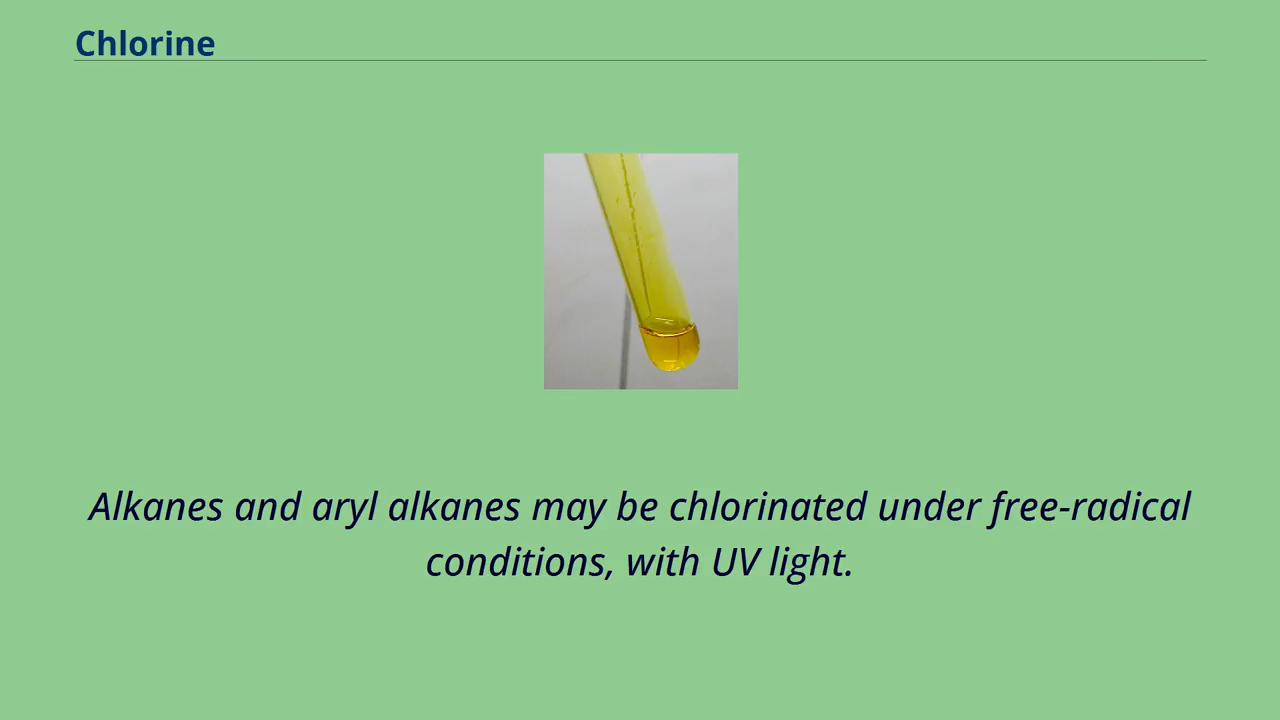 Chlorine
Alkanes and aryl alkanes may be chlorinated under free-radical
conditions, with UV light.